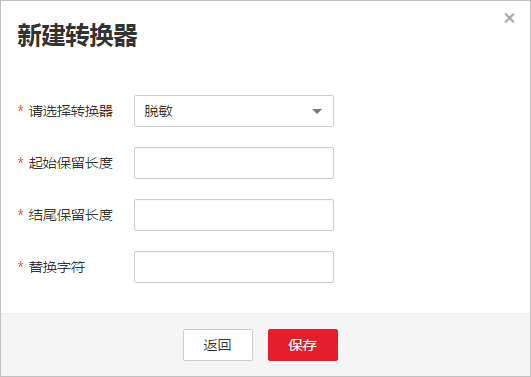 新建转换器
* 请选择转换器 脱敏
* 起始保留长度
* 结尾保留长度
* 替换字符
返回 保存